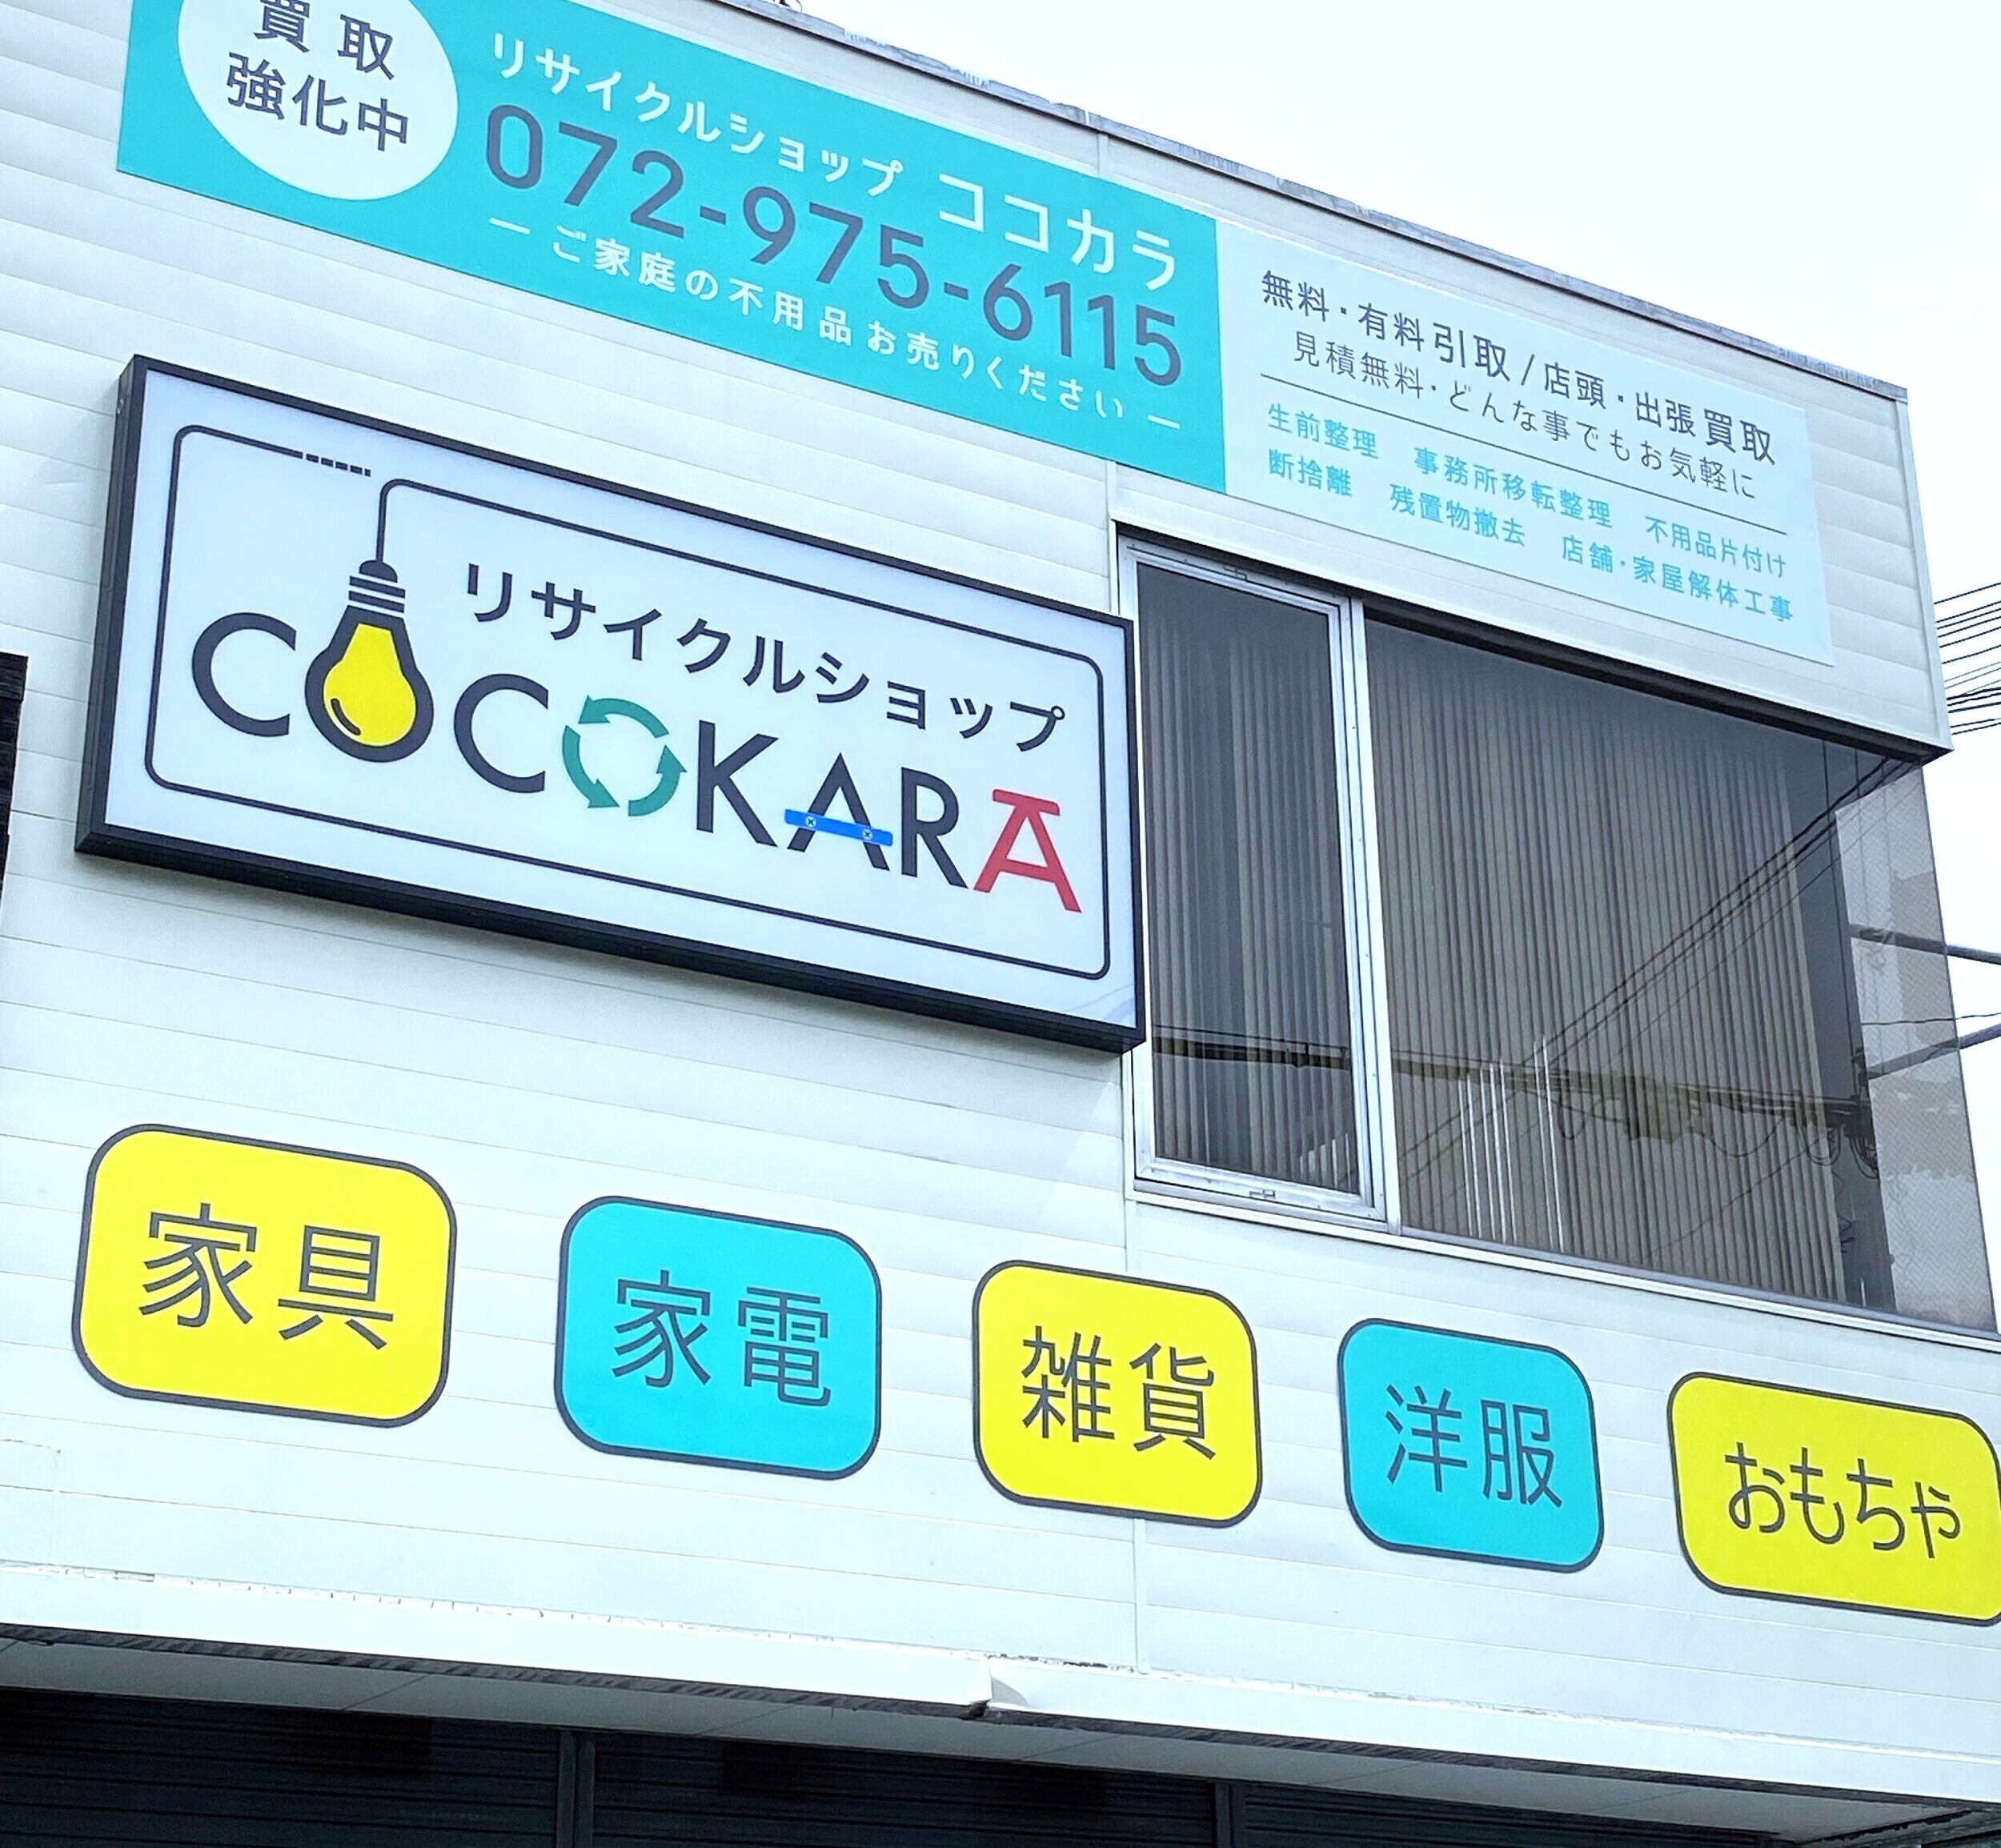 買取
強化中
リサイクルショップ ココカラ
072-975-6115
ー ご家庭の不用品 お売りください ー
無料・有料引取 / 店頭・出張買取
見積無料・どんな事でもお気軽に
生前整理 事務所移転整理 不用品片付け
断捨離 残置物撤去 店舗・家屋解体工事
リサイクルショップ
COCOKARA
家具
家電
雑貨
洋服
おもちゃ